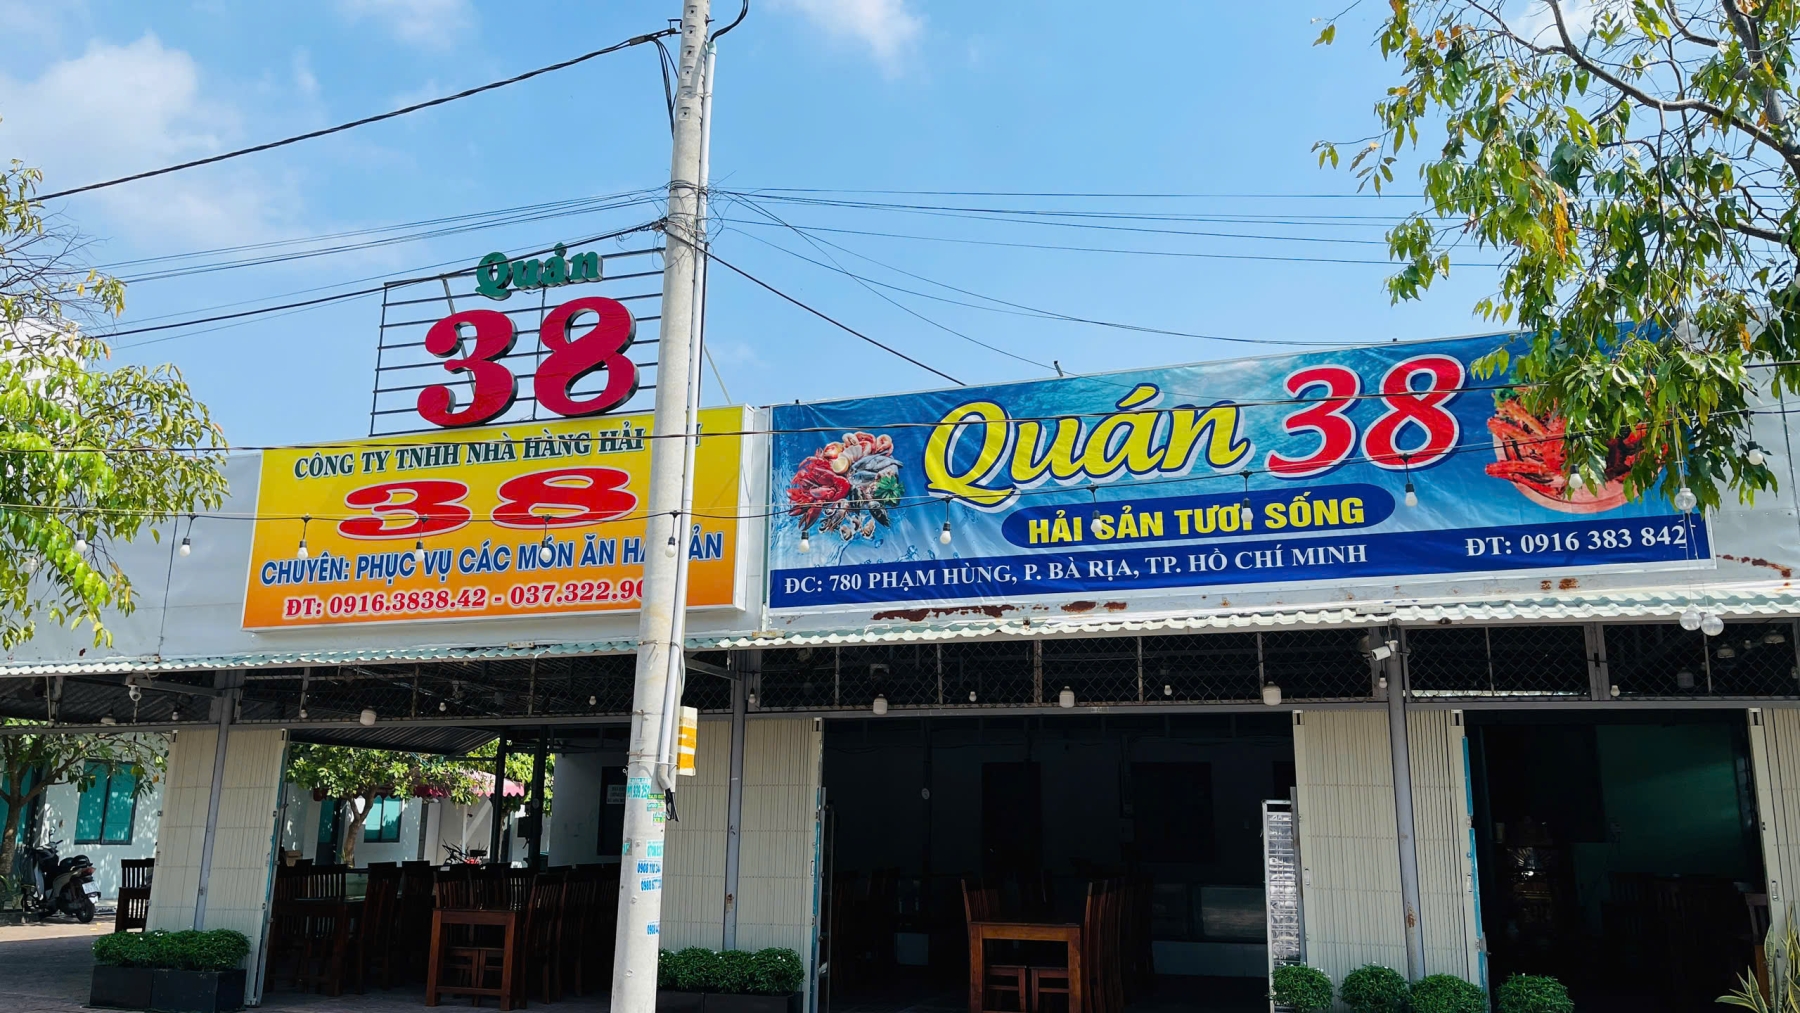 Quán
38
CÔNG TY TNHH NHÀ HÀNG HẢI
38
CHUYÊN: PHỤC VỤ CÁC MÓN ĂN HẢI SẢN
ĐT: 0916.3838.42 - 037.322.90
Quán 38
HẢI SẢN TƯƠI SỐNG
ĐC: 780 PHẠM HÙNG, P. BÀ RỊA, TP. HỒ CHÍ MINH
ĐT: 0916 383 842